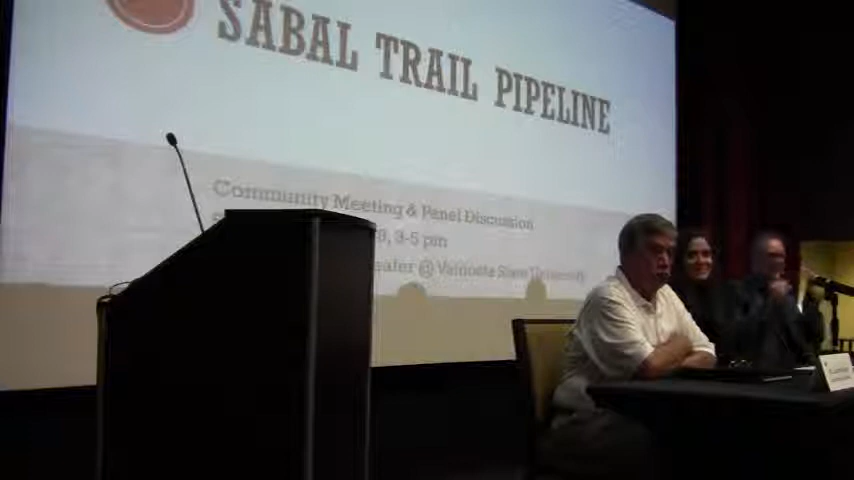 SABAL TRAIL PIPELINE
Community Meeting & Panel Discussion
3-5 pm
@ Valdosta State University